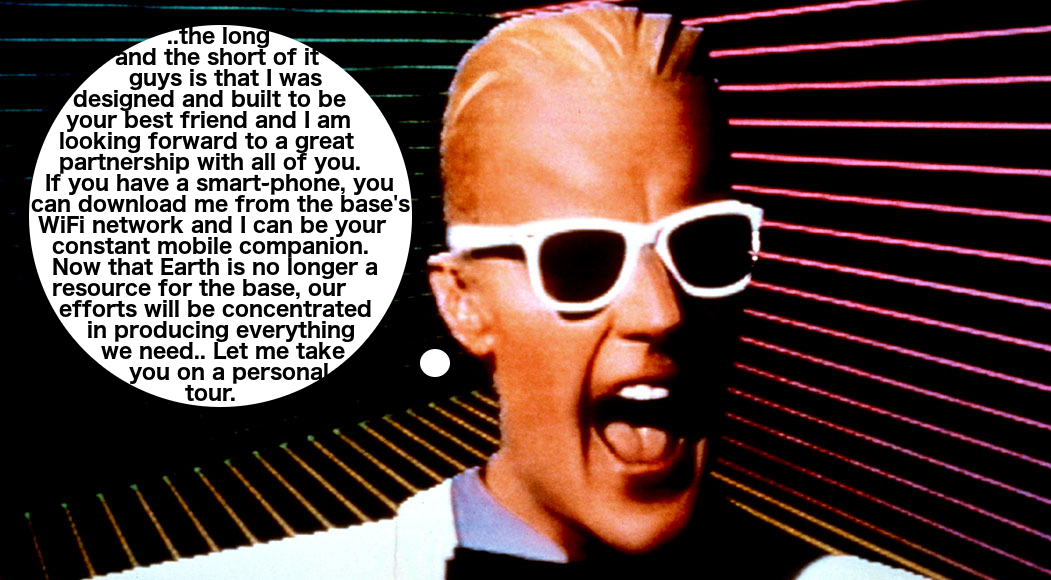 ..the long
and the short of it
guys is that I was
designed and built to be
your best friend and I am
looking forward to a great
partnership with all of you.
If you have a smart-phone, you
can download me from the base's
WiFi network and I can be your
constant mobile companion.
Now that Earth is no longer a
resource for the base, our
efforts will be concentrated
in producing everything
we need.. Let me take
you on a personal
tour.